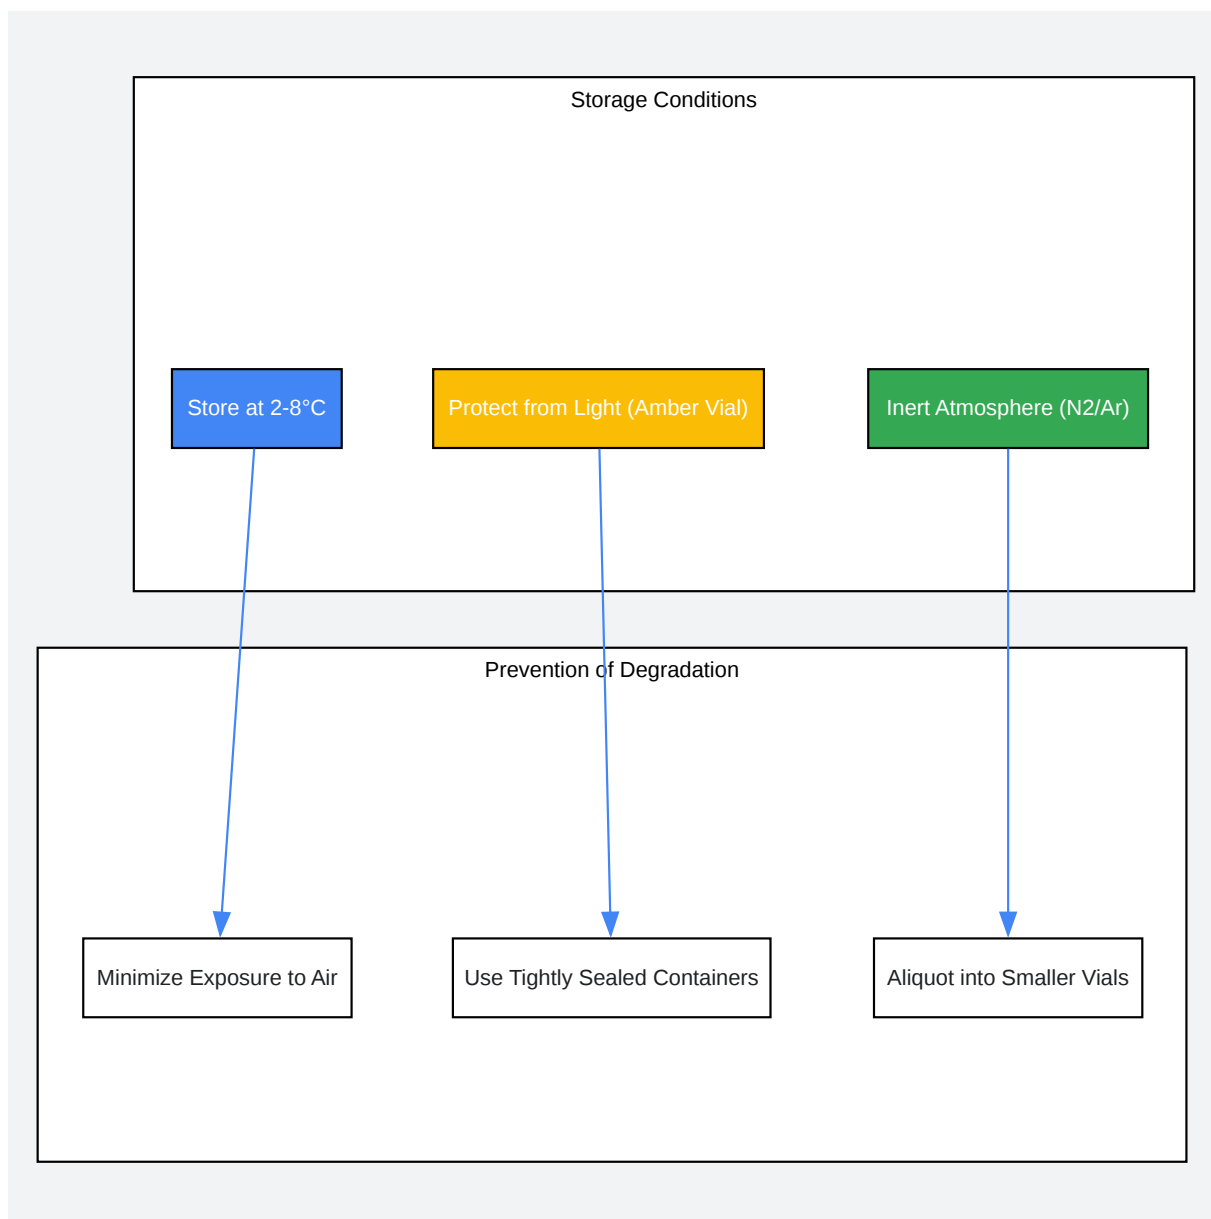 Storage Conditions
Store at 2-8°C
Protect from Light (Amber Vial)
Inert Atmosphere (N2/Ar)
Prevention of Degradation
Minimize Exposure to Air
Use Tightly Sealed Containers
Aliquot into Smaller Vials